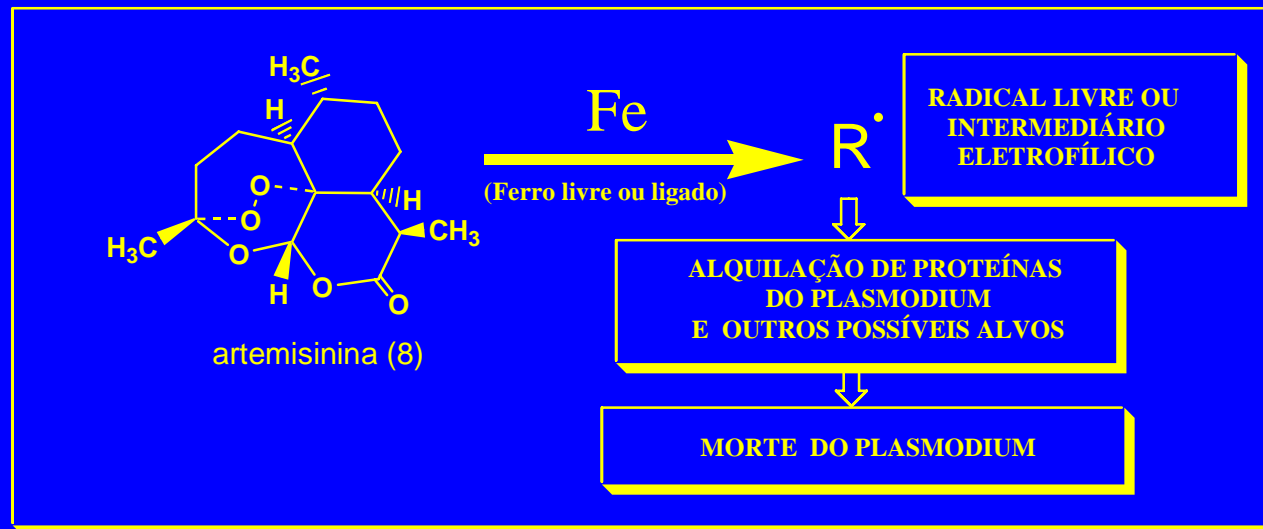 H₃C
H
O
O
H
H₃C
O
CH₃
H
O
O
artemisinina (8)
Fe
(Ferro livre ou ligado)
R•
RADICAL LIVRE OU
INTERMEDIÁRIO
ELETROFÍLICO
ALQUILAÇÃO DE PROTEÍNAS
DO PLASMODIUM
E OUTROS POSSÍVEIS ALVOS
MORTE DO PLASMODIUM